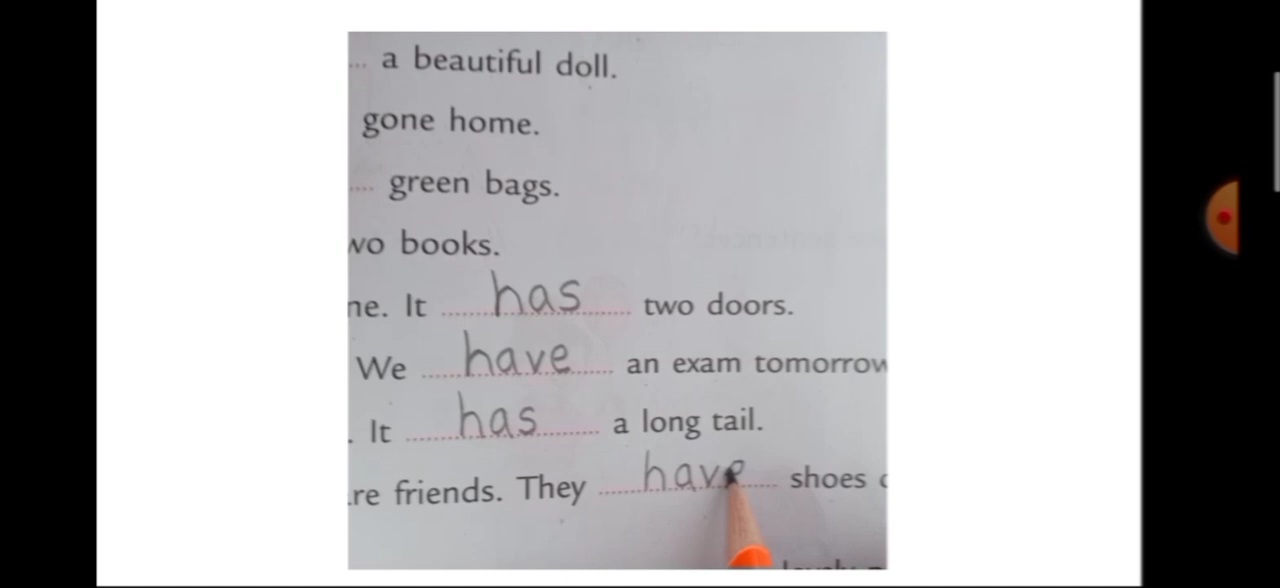 ... a beautiful doll.
gone home.
.... green bags.
wo books.
ne. It ........ has ........ two doors.
We ........ have ........ an exam tomorrow
. It ........ has ........ a long tail.
re friends. They ........ have ........ shoes